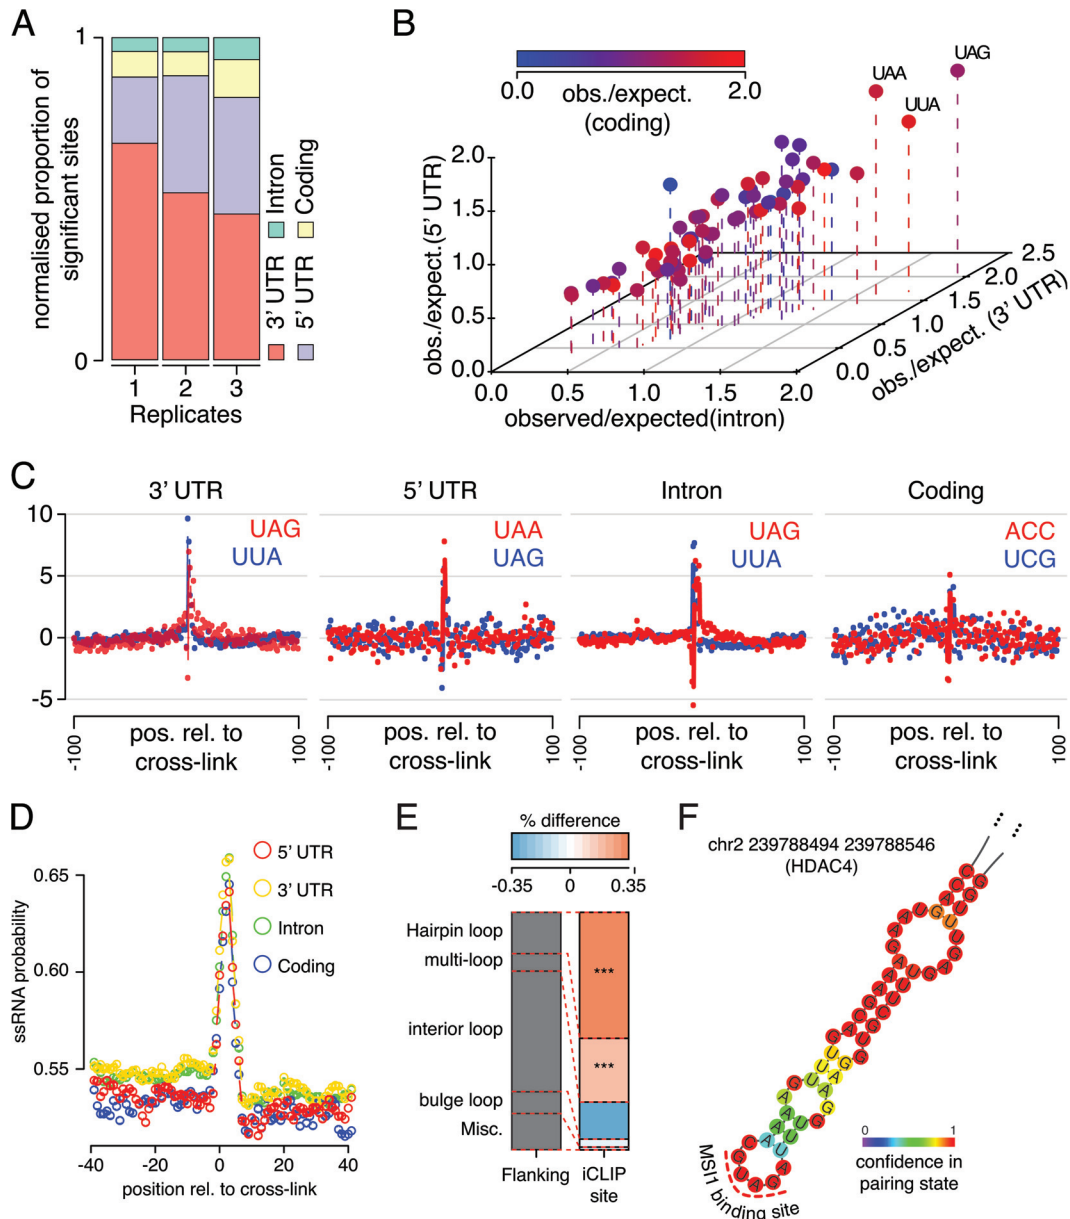 A
1
0
normalised proportion of
significant sites
1 2 3
Replicates
3' UTR
Intron
5' UTR
Coding
B
0.0 2.0
obs./expect.
(coding)
UAG
UAA
UUA
2.0
1.5
1.0
0.5
0.0
obs./expect.(5' UTR)
0.0 0.5 1.0 1.5 2.0
observed/expected(intron)
0.0
0.5
1.0
1.5
2.0
2.5
obs./expect. (3' UTR)
C
3' UTR
5' UTR
Intron
Coding
10
5
0
-5
UAG
UUA
UAA
UAG
UAG
UUA
ACC
UCG
-100 100
pos. rel. to
cross-link
-100 100
pos. rel. to
cross-link
-100 100
pos. rel. to
cross-link
-100 100
pos. rel. to
cross-link
D
ssRNA probability
0.65
0.60
0.55
5' UTR
3' UTR
Intron
Coding
-40 -20 0 20 40
position rel. to cross-link
E
% difference
-0.35 0 0.35
Hairpin loop
multi-loop
interior loop
bulge loop
Misc.
***
***
Flanking
iCLIP
site
F
chr2 239788494 239788546
(HDAC4)
MSI1 binding site
0 1
confidence in
pairing state